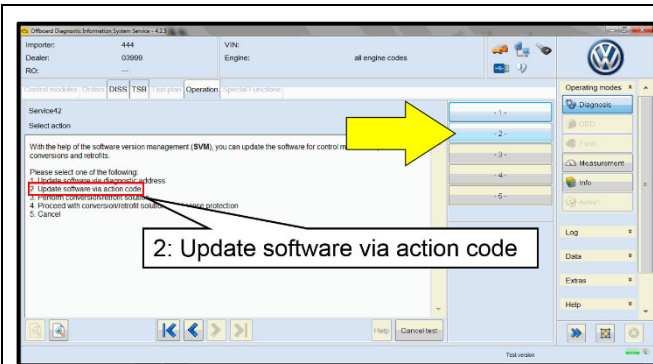 Offboard Diagnostic Information System Service - 4.2.3
Importer: 444 VIN:
Dealer: 03999 Engine: all engine codes
RO: ---
Control modules Orders DISS TSB Test plan Operation Special Functions
Operating modes
Service42
Select action
With the help of the software version management (SVM), you can update the software for control
conversions and retrofits.
Please select one of the following:
1. Update software via diagnostic address
2. Update software via action code
3. Perform conversion/retrofit solution
4. Proceed with conversion/retrofit
5. Cancel
- 1 -
- 2 -
- 3 -
- 4 -
- 5 -
2: Update software via action code
Diagnosis
OBD
Flash
Measurement
Info
Admin
Log
Data
Extras
Help
Help
Cancel test
Test version